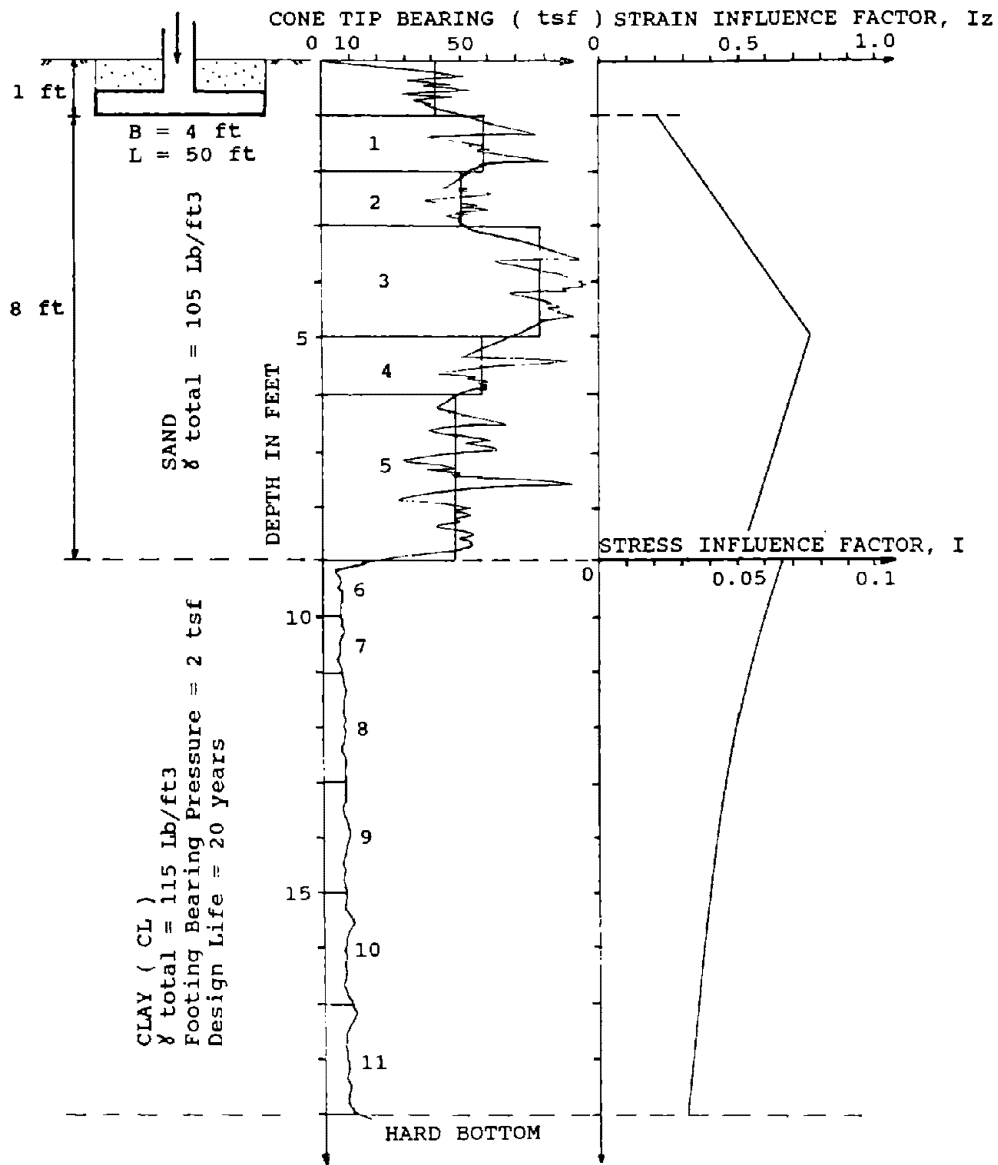 CONE TIP BEARING ( tsf ) STRAIN INFLUENCE FACTOR, Iz
0 10 50 0 0.5 1.0
1 ft
B = 4 ft
L = 50 ft
8 ft
SAND
γ total = 105 Lb/ft3
DEPTH IN FEET
1
2
3
5
4
5
STRESS INFLUENCE FACTOR, I
0 0.05 0.1
6
10
7
8
9
15
10
11
CLAY ( CL )
γ total = 115 Lb/ft3
Footing Bearing Pressure = 2 tsf
Design Life = 20 years
HARD BOTTOM